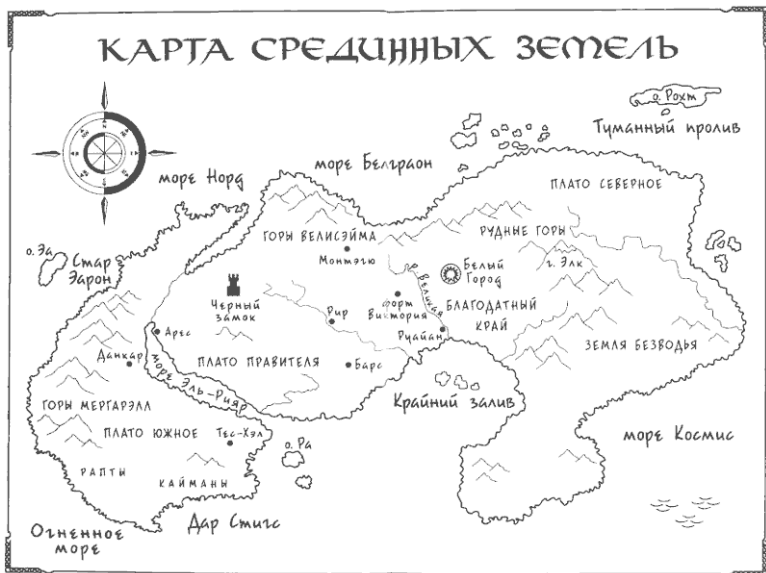 КАРТА СРЕДИННЫХ ЗЕМЕЛЬ
о. Рохт
Туманный пролив
море Белграон
море Норд
ПЛАТО СЕВЕРНОЕ
ГОРЫ ВЕЛИСЭЙМА
РУДНЫЕ ГОРЫ
о. Эа
Стар
Эарон
Монтэгю
Белый
Город
г. Элк
р. Великая
Черный
замок
форт
Виктория
БЛАГОДАТНЫЙ
КРАЙ
Рир
Арес
Руайан
ЗЕМЛЯ БЕЗВОДЬЯ
Данкар
море Эль-Рияр
ПЛАТО ПРАВИТЕЛЯ
Барс
Крайний залив
ГОРЫ МЕРГАРЭЛЛ
ПЛАТО ЮЖНОЕ
Тес-Хэл
о. Ра
море Космис
РАПТЫ
КАЙМАНЫ
Огненное
море
Дар Стигс